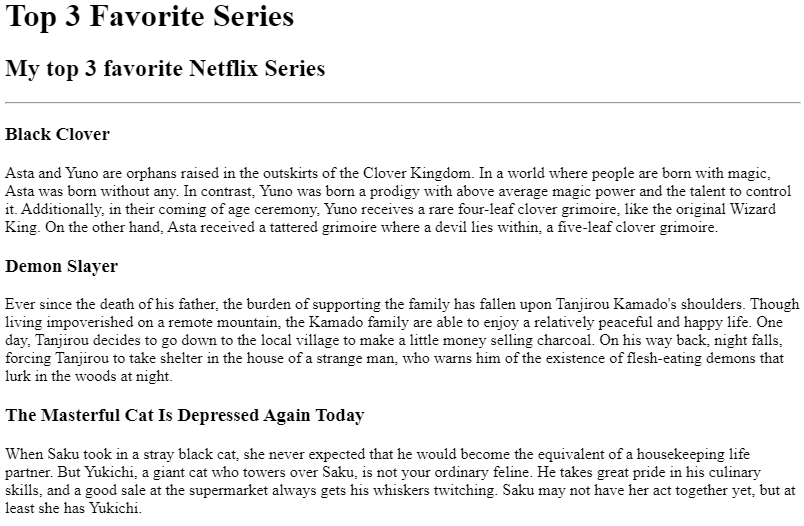 Top 3 Favorite Series
My top 3 favorite Netflix Series
Black Clover
Asta and Yuno are orphans raised in the outskirts of the Clover Kingdom. In a world where people are born with magic,
Asta was born without any. In contrast, Yuno was born a prodigy with above average magic power and the talent to control
it. Additionally, in their coming of age ceremony, Yuno receives a rare four-leaf clover grimoire, like the original Wizard
King. On the other hand, Asta received a tattered grimoire where a devil lies within, a five-leaf clover grimoire.
Demon Slayer
Ever since the death of his father, the burden of supporting the family has fallen upon Tanjirou Kamado's shoulders. Though
living impoverished on a remote mountain, the Kamado family are able to enjoy a relatively peaceful and happy life. One
day, Tanjirou decides to go down to the local village to make a little money selling charcoal. On his way back, night falls,
forcing Tanjirou to take shelter in the house of a strange man, who warns him of the existence of flesh-eating demons that
lurk in the woods at night.
The Masterful Cat Is Depressed Again Today
When Saku took in a stray black cat, she never expected that he would become the equivalent of a housekeeping life
partner. But Yukichi, a giant cat who towers over Saku, is not your ordinary feline. He takes great pride in his culinary
skills, and a good sale at the supermarket always gets his whiskers twitching. Saku may not have her act together yet, but at
least she has Yukichi.